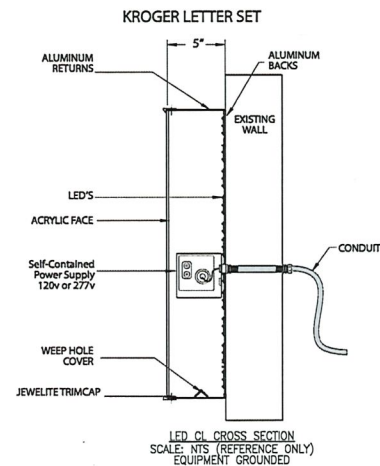 KROGER LETTER SET
5"
ALUMINUM
RETURNS
ALUMINUM
BACKS
EXISTING
WALL
LED'S
ACRYLIC FACE
CONDUIT
Self-Contained
Power Supply
120v or 277v
WEEP HOLE
COVER
JEWELITE TRIMCAP
LED CL CROSS SECTION
SCALE: NTS (REFERENCE ONLY)
EQUIPMENT GROUNDED